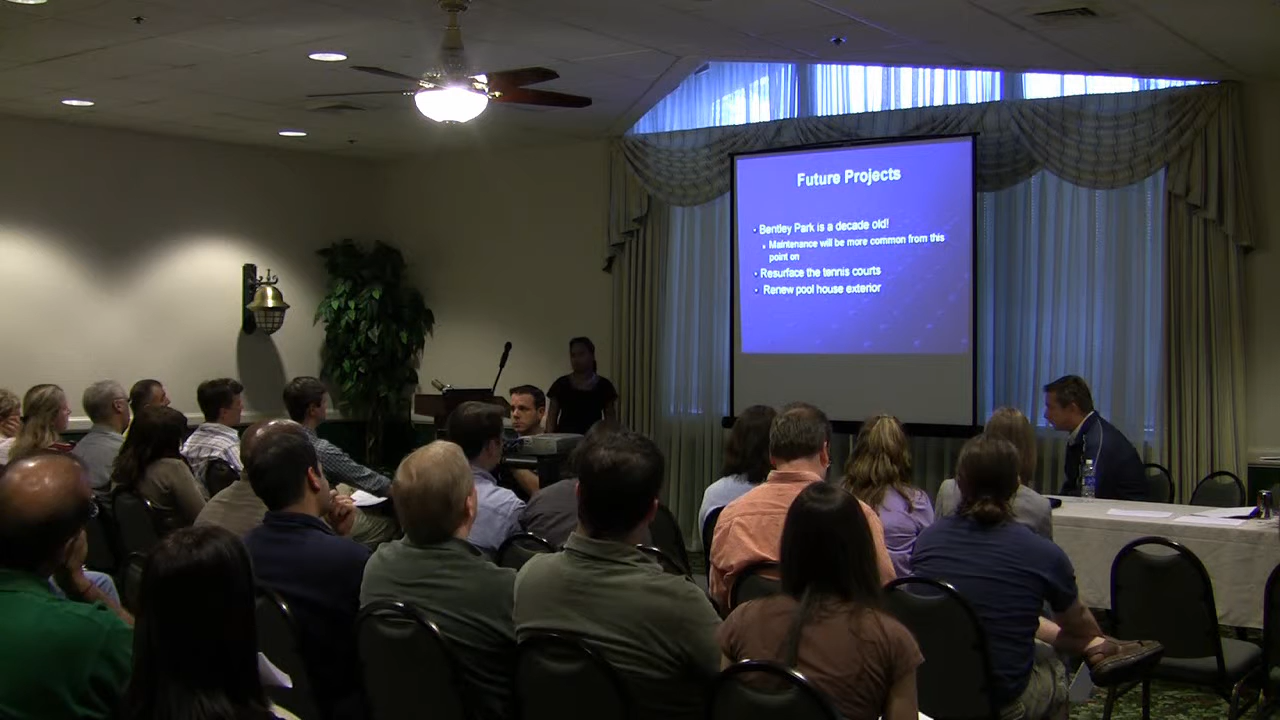 Future Projects
Bentley Park is a decade old!
Maintenance will be more common from this
point on
Resurface the tennis courts
Renew pool house exterior